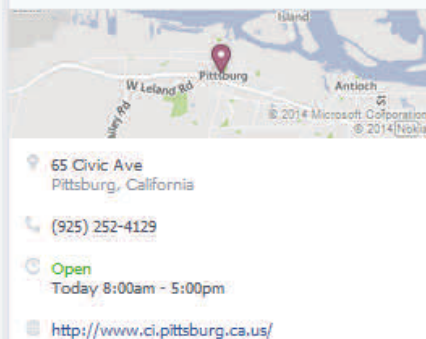 Island
Pittsburg
W Leland Rd
Antioch
St
© 2014 Microsoft Corporation
© 2014 Nokia
65 Civic Ave
Pittsburg, California
(925) 252-4129
Open
Today 8:00am - 5:00pm
http://www.ci.pittsburg.ca.us/